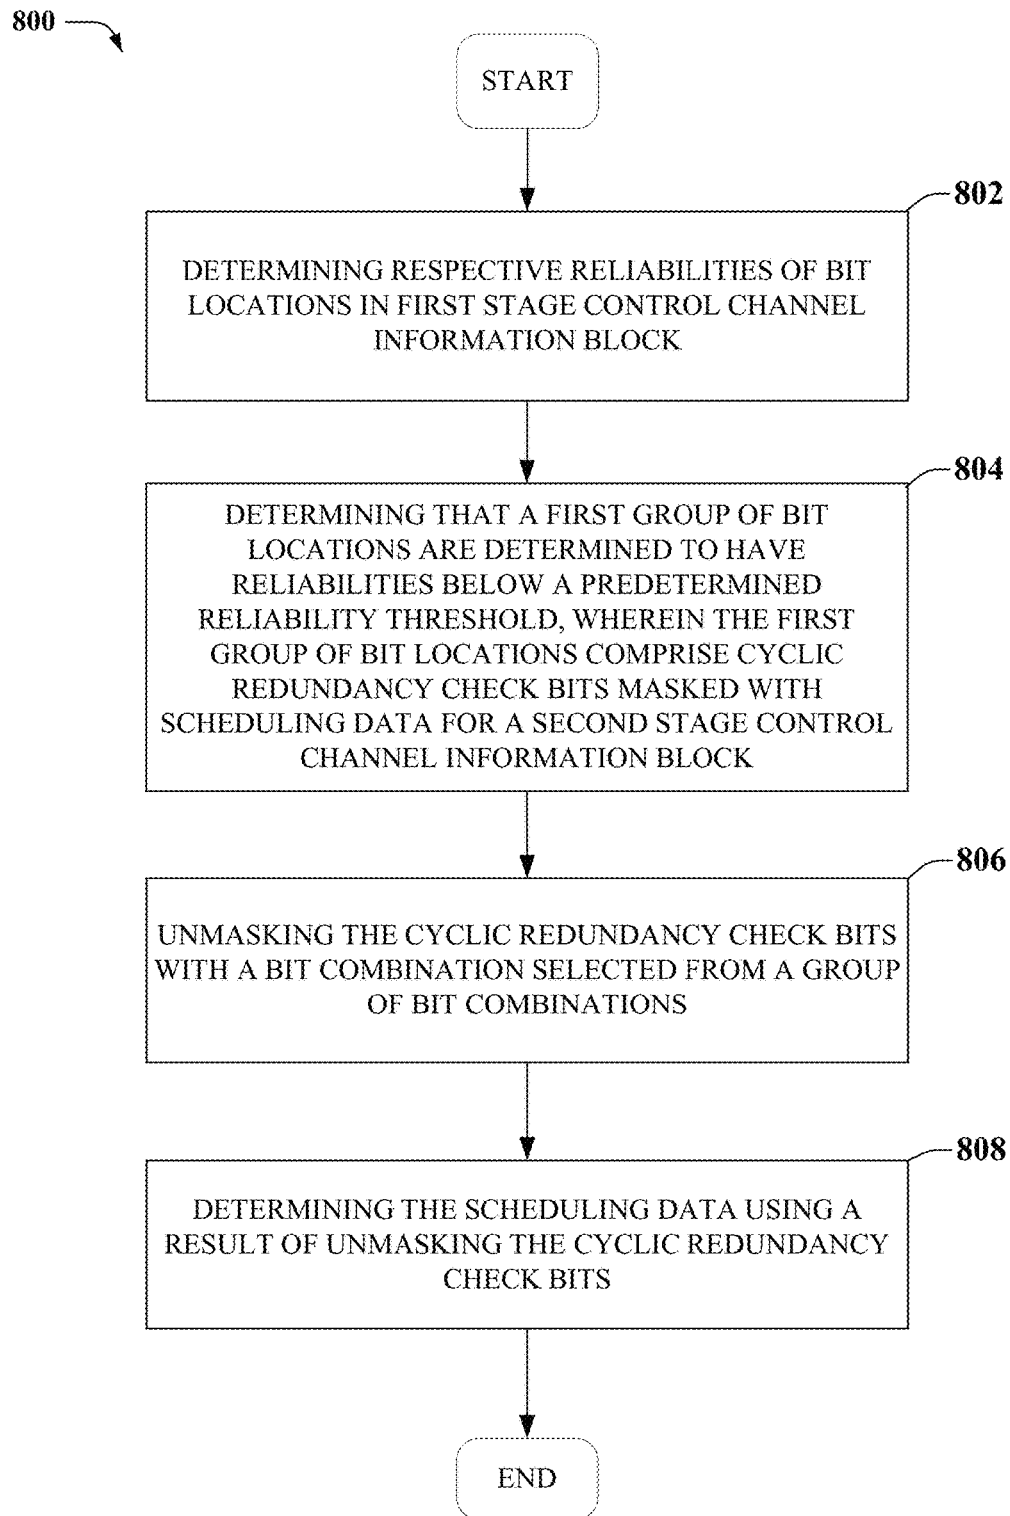 800
START
802
DETERMINING RESPECTIVE RELIABILITIES OF BIT
LOCATIONS IN FIRST STAGE CONTROL CHANNEL
INFORMATION BLOCK
804
DETERMINING THAT A FIRST GROUP OF BIT
LOCATIONS ARE DETERMINED TO HAVE
RELIABILITIES BELOW A PREDETERMINED
RELIABILITY THRESHOLD, WHEREIN THE FIRST
GROUP OF BIT LOCATIONS COMPRISE CYCLIC
REDUNDANCY CHECK BITS MASKED WITH
SCHEDULING DATA FOR A SECOND STAGE CONTROL
CHANNEL INFORMATION BLOCK
806
UNMASKING THE CYCLIC REDUNDANCY CHECK BITS
WITH A BIT COMBINATION SELECTED FROM A GROUP
OF BIT COMBINATIONS
808
DETERMINING THE SCHEDULING DATA USING A
RESULT OF UNMASKING THE CYCLIC REDUNDANCY
CHECK BITS
END